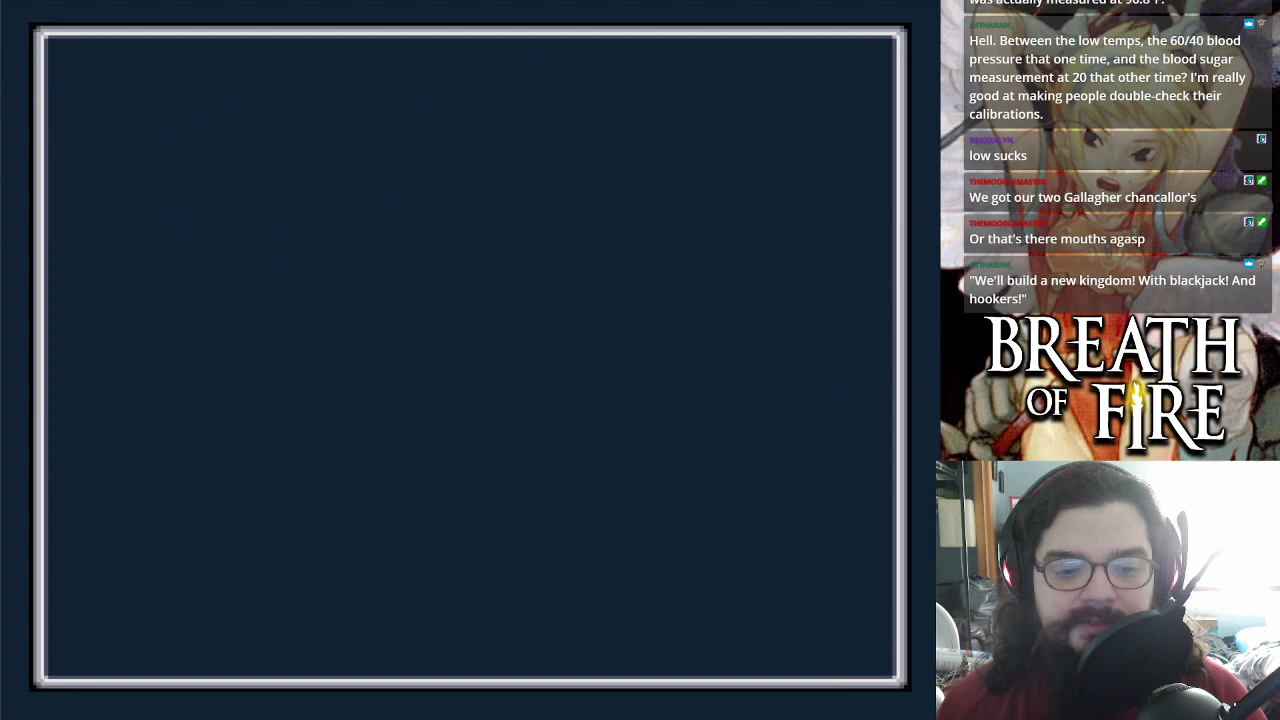 Hell. Between the low temps, the 60/40 blood
pressure that one time, and the blood sugar
measurement at 20 that other time? I'm really
good at making people double-check their
calibrations.
low sucks
We got our two Gallagher chancallor's
Or that's there mouths agasp
"We'll build a new kingdom! With blackjack! And
hookers!"
BREATH
OF FIRE